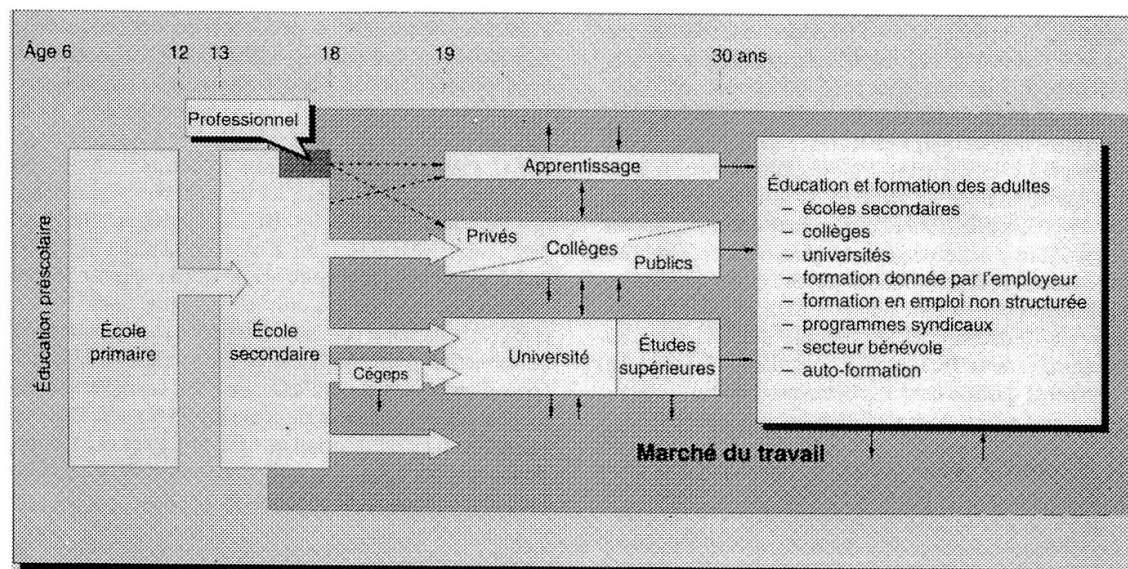 Âge 6 12 13 18 19 30 ans
Professionnel
Éducation préscolaire
École
primaire
École
secondaire
Cégeps
Apprentissage
Privés
Collèges
Publics
Université
Études
supérieures
Éducation et formation des adultes
– écoles secondaires
– collèges
– universités
– formation donnée par l'employeur
– formation en emploi non structurée
– programmes syndicaux
– secteur bénévole
– auto-formation
Marché du travail